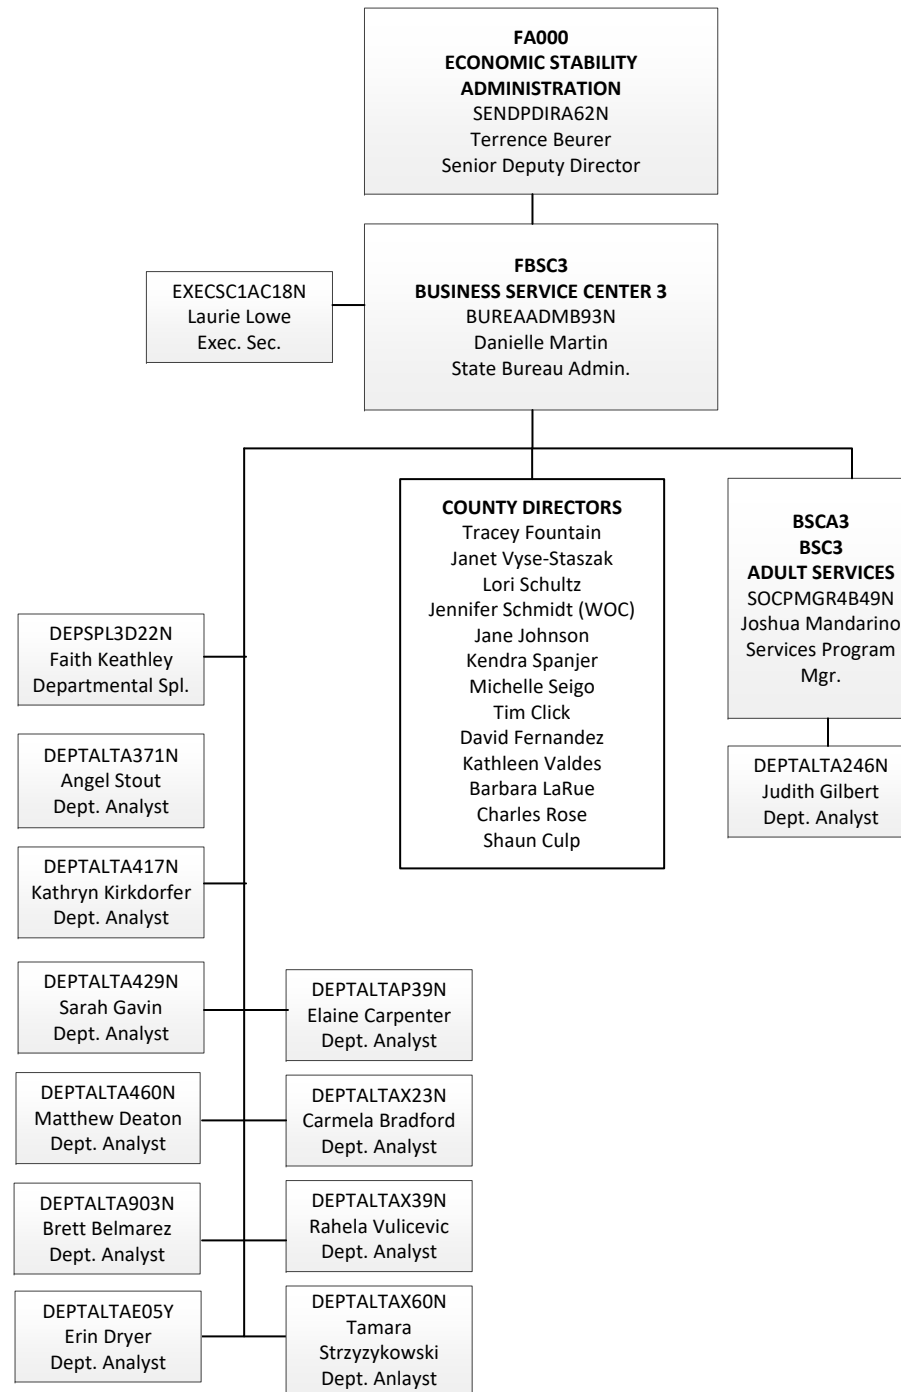 FA000
ECONOMIC STABILITY
ADMINISTRATION
SENDPDIRA62N
Terrence Beurer
Senior Deputy Director
FBSC3
BUSINESS SERVICE CENTER 3
BUREAADMB93N
Danielle Martin
State Bureau Admin.
EXECSC1AC18N
Laurie Lowe
Exec. Sec.
COUNTY DIRECTORS
Tracey Fountain
Janet Vyse-Staszak
Lori Schultz
Jennifer Schmidt (WOC)
Jane Johnson
Kendra Spanjer
Michelle Seigo
Tim Click
David Fernandez
Kathleen Valdes
Barbara LaRue
Charles Rose
Shaun Culp
BSCA3
BSC3
ADULT SERVICES
SOCPMGR4B49N
Joshua Mandarino
Services Program
Mgr.
DEPTALTA246N
Judith Gilbert
Dept. Analyst
DEPSPL3D22N
Faith Keathley
Departmental Spl.
DEPTALTA371N
Angel Stout
Dept. Analyst
DEPTALTA417N
Kathryn Kirkdorfer
Dept. Analyst
DEPTALTA429N
Sarah Gavin
Dept. Analyst
DEPTALTAP39N
Elaine Carpenter
Dept. Analyst
DEPTALTA460N
Matthew Deaton
Dept. Analyst
DEPTALTAX23N
Carmela Bradford
Dept. Analyst
DEPTALTA903N
Brett Belmarez
Dept. Analyst
DEPTALTAX39N
Rahela Vulicevic
Dept. Analyst
DEPTALTAE05Y
Erin Dryer
Dept. Analyst
DEPTALTAX60N
Tamara
Strzyzykowski
Dept. Anlayst